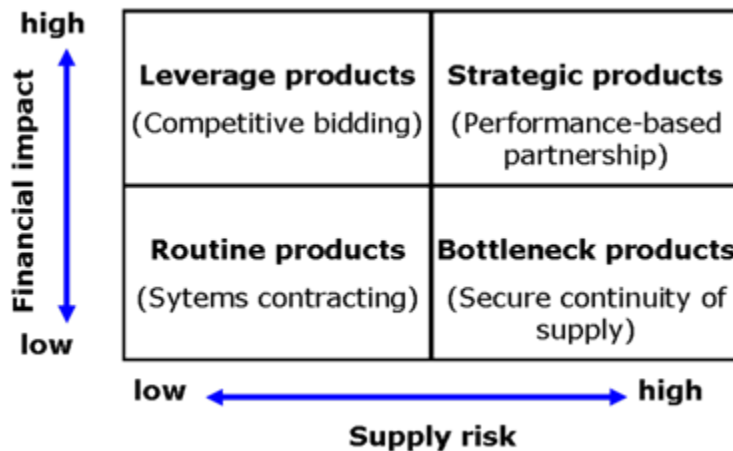 high
Leverage products
(Competitive bidding)
Strategic products
(Performance-based
partnership)
Financial impact
Routine products
(Sytems contracting)
Bottleneck products
(Secure continuity of
supply)
low
low
high
Supply risk